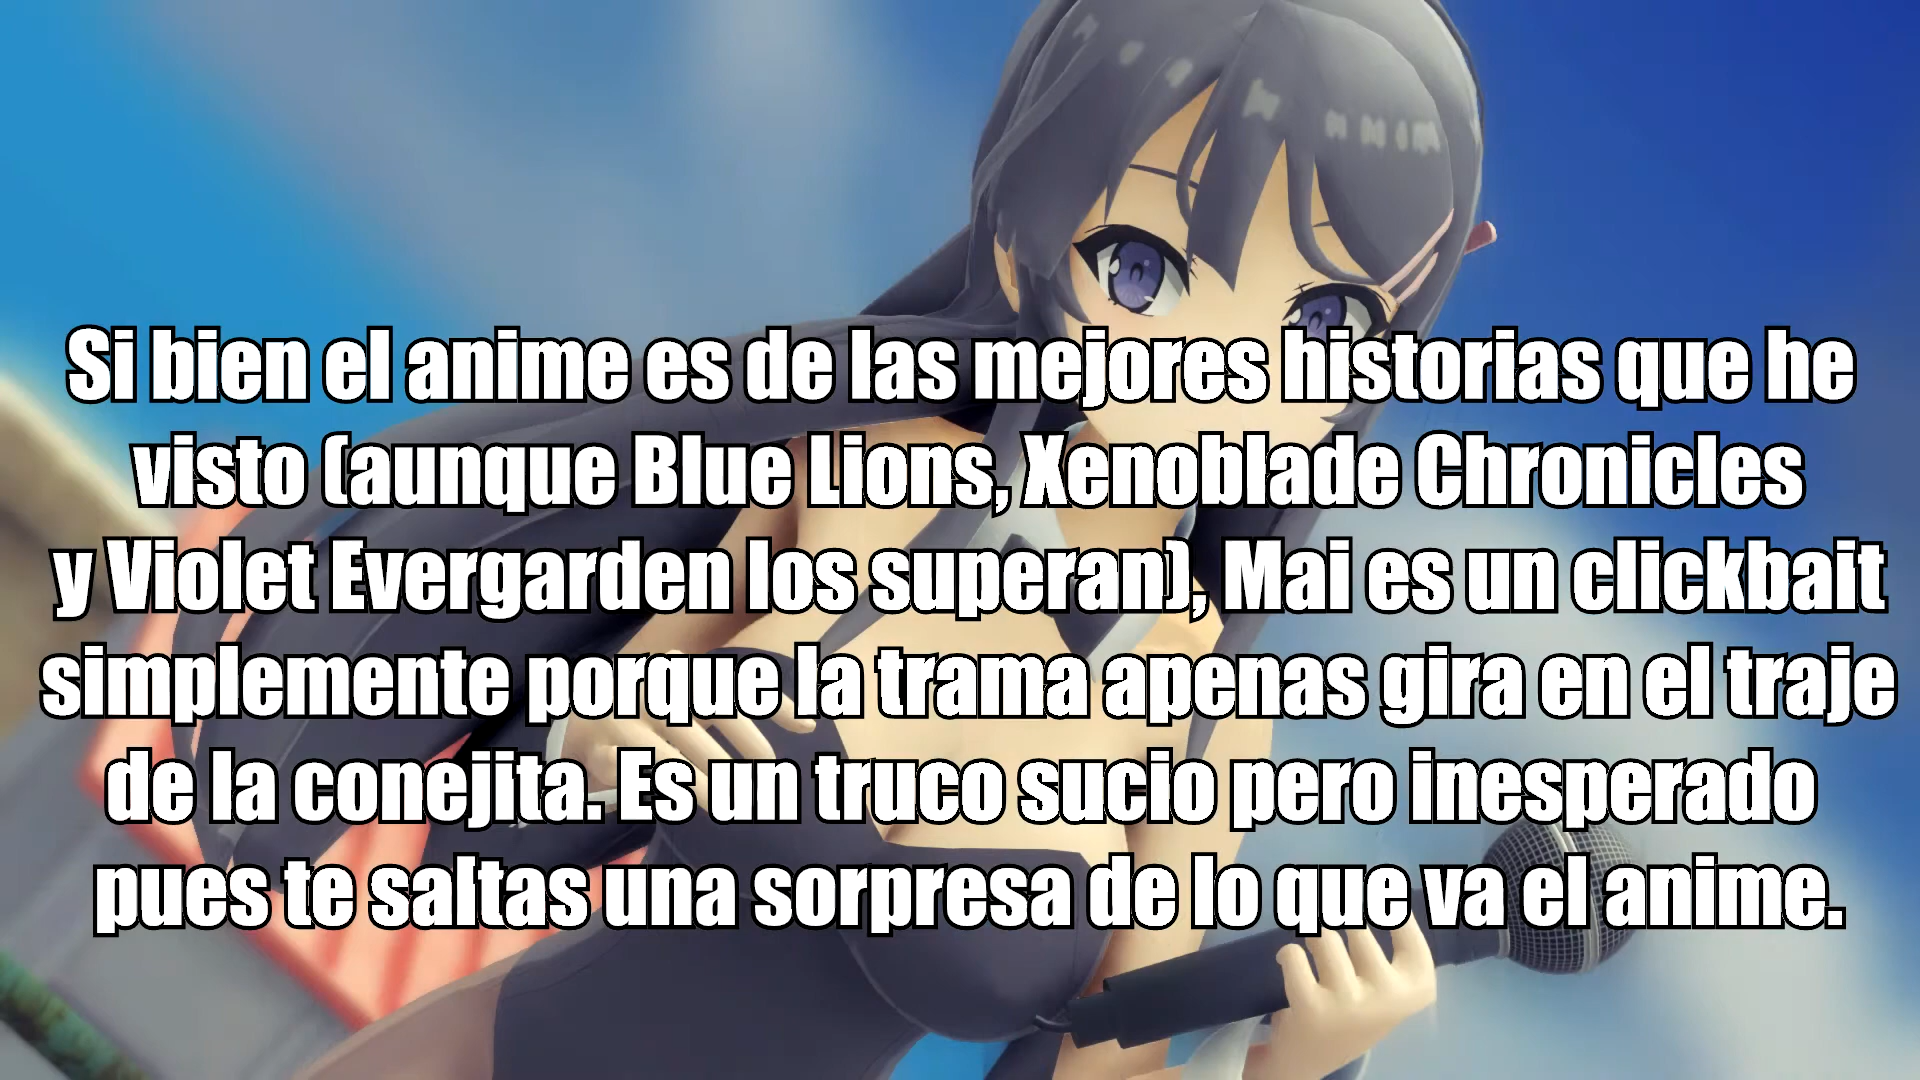 Si bien el anime es de las mejores historias que he
visto (aunque Blue Lions, Xenoblade Chronicles
y Violet Evergarden los superan), Mai es un clickbait
simplemente porque la trama apenas gira en el traje
de la conejita. Es un truco sucio pero inesperado
pues te saltas una sorpresa de lo que va el anime.